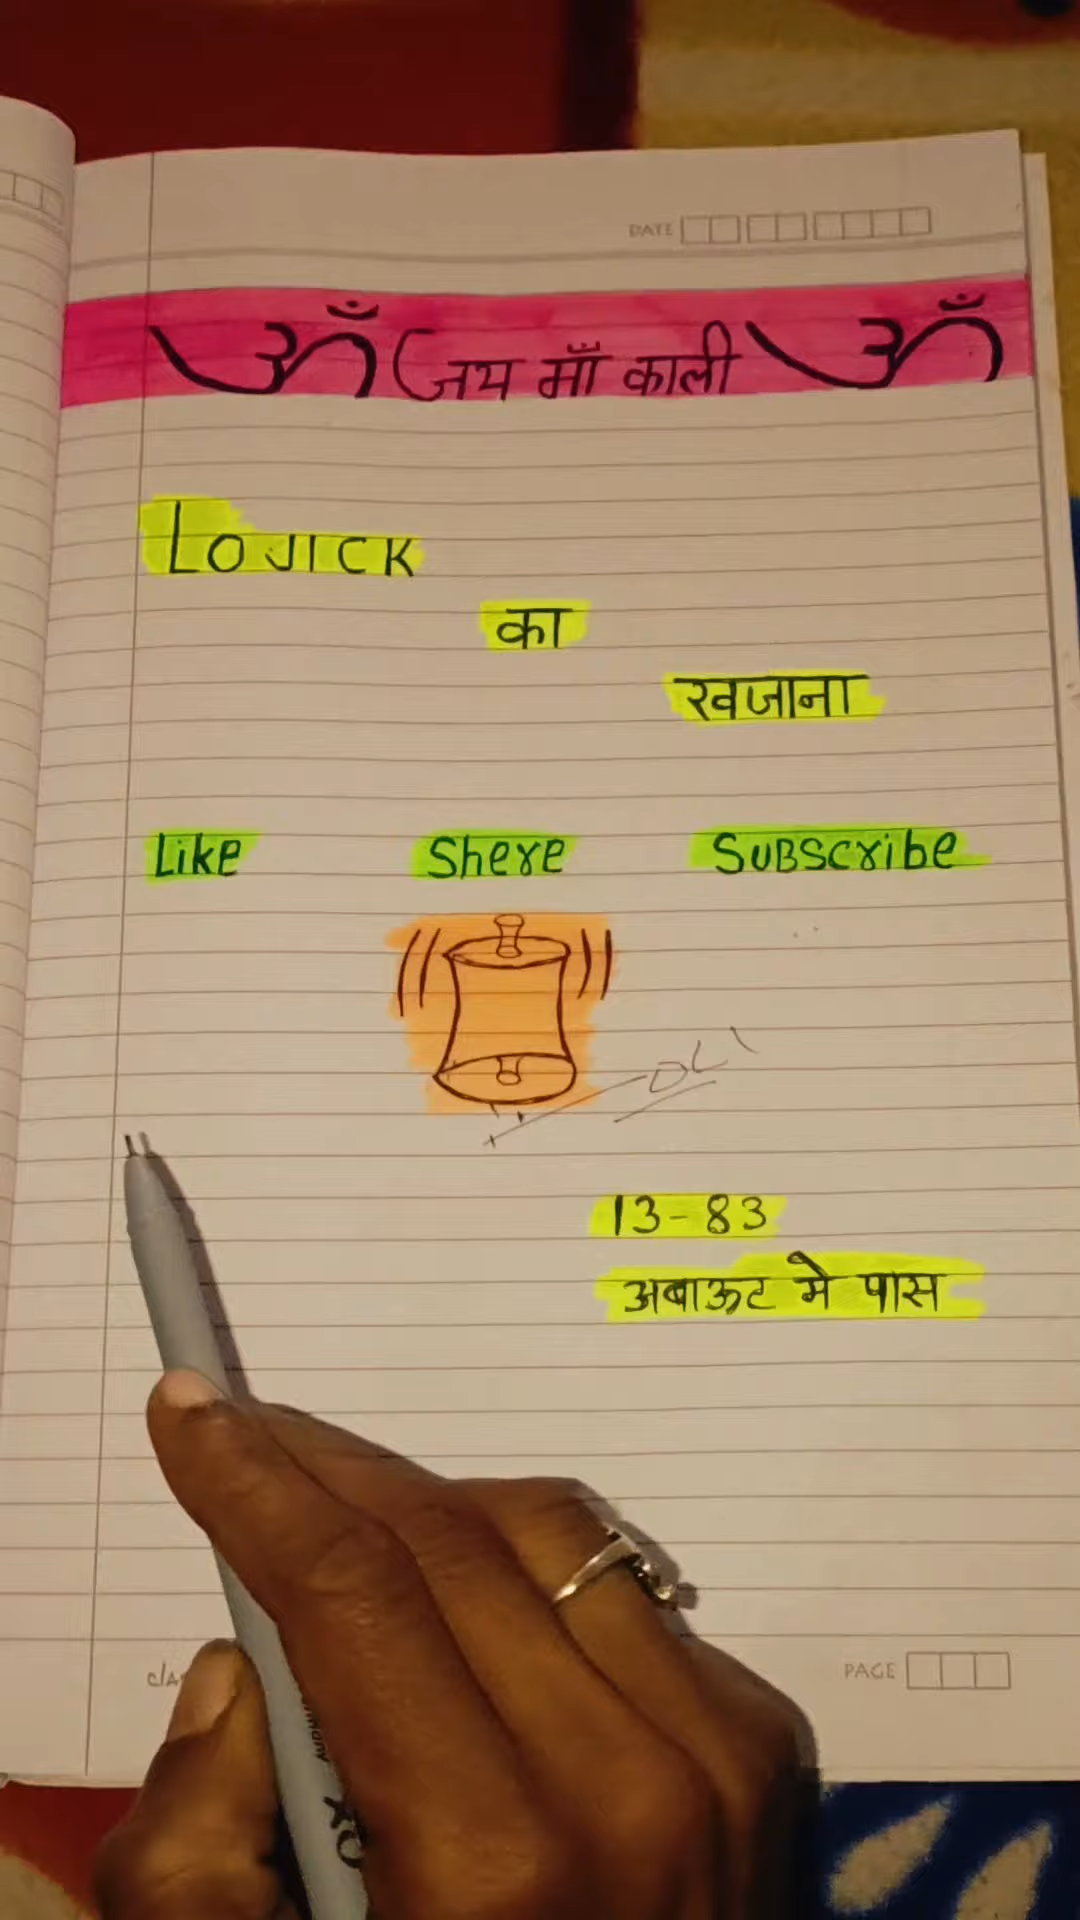 DATE
ॐ जय माँ काली ॐ
LOJICK
का
खजाना
Like Shere SUBSCribe
13-83
अबाऊट मे पास
PAGE